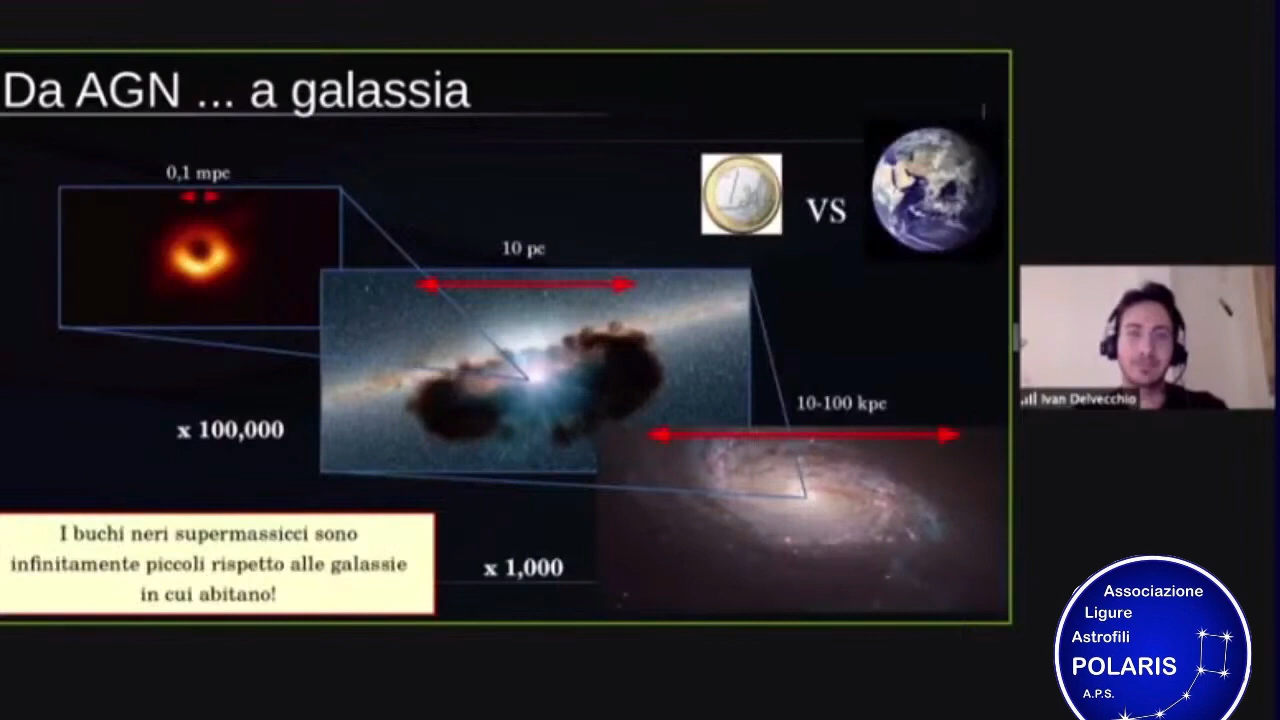 Da AGN ... a galassia
0,1 mpc
10 pc
VS
10-100 kpc
x 100,000
I buchi neri supermassicci sono
infinitamente piccoli rispetto alle galassie
in cui abitano!
x 1,000
Ivan Delvecchio
Associazione
Ligure
Astrofili
POLARIS
A.P.S.